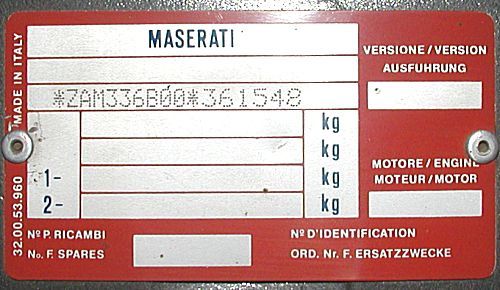 MASERATI
MADE IN ITALY
32.00.53.960
*ZAM336B00*361548
kg
kg
1- kg
2- kg
VERSIONE / VERSION
AUSFUHRUNG
MOTORE / ENGINE
MOTEUR / MOTOR
Nº P. RICAMBI
No. F. SPARES
Nº D'IDENTIFICATION
ORD. Nr. F. ERSATZZWECKE